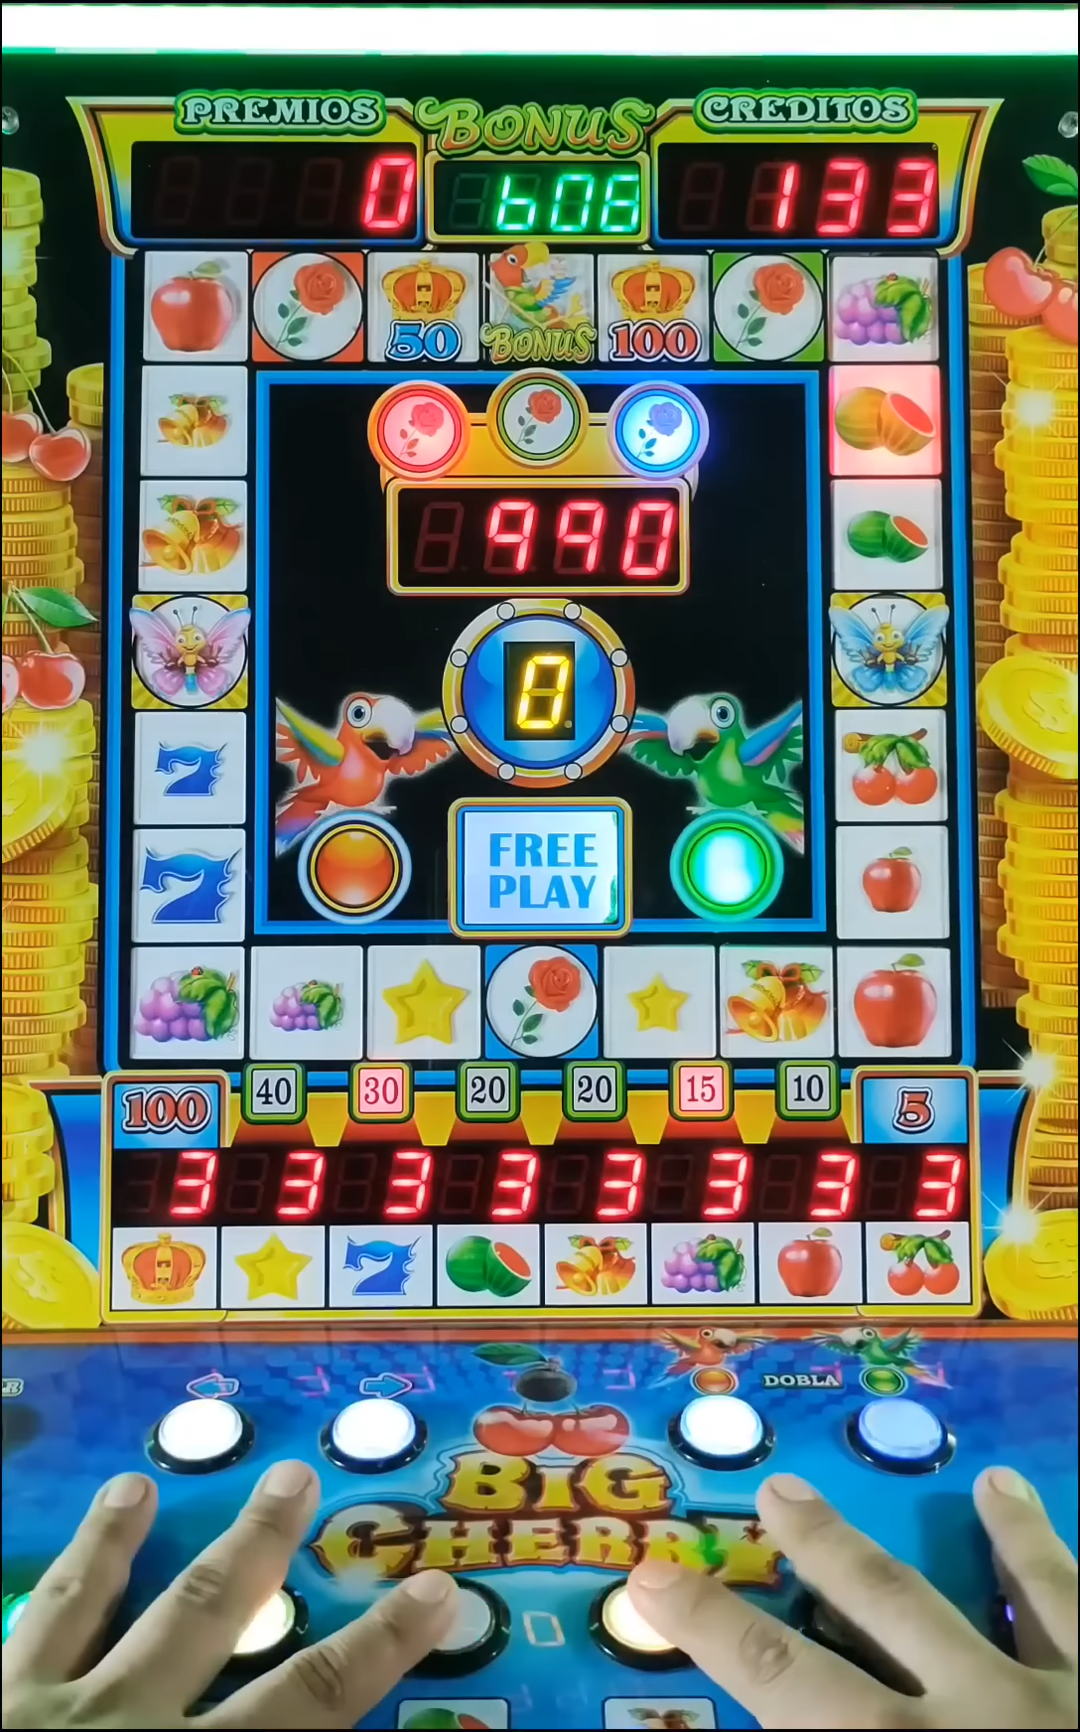 PREMIOS BONUS CREDITOS
0 606 133
50 BONUS 100
990
0
FREE
PLAY
100 40 30 20 20 15 10 5
3 3 3 3 3 3 3 3
DOBLA
BIG
CHERRY
0